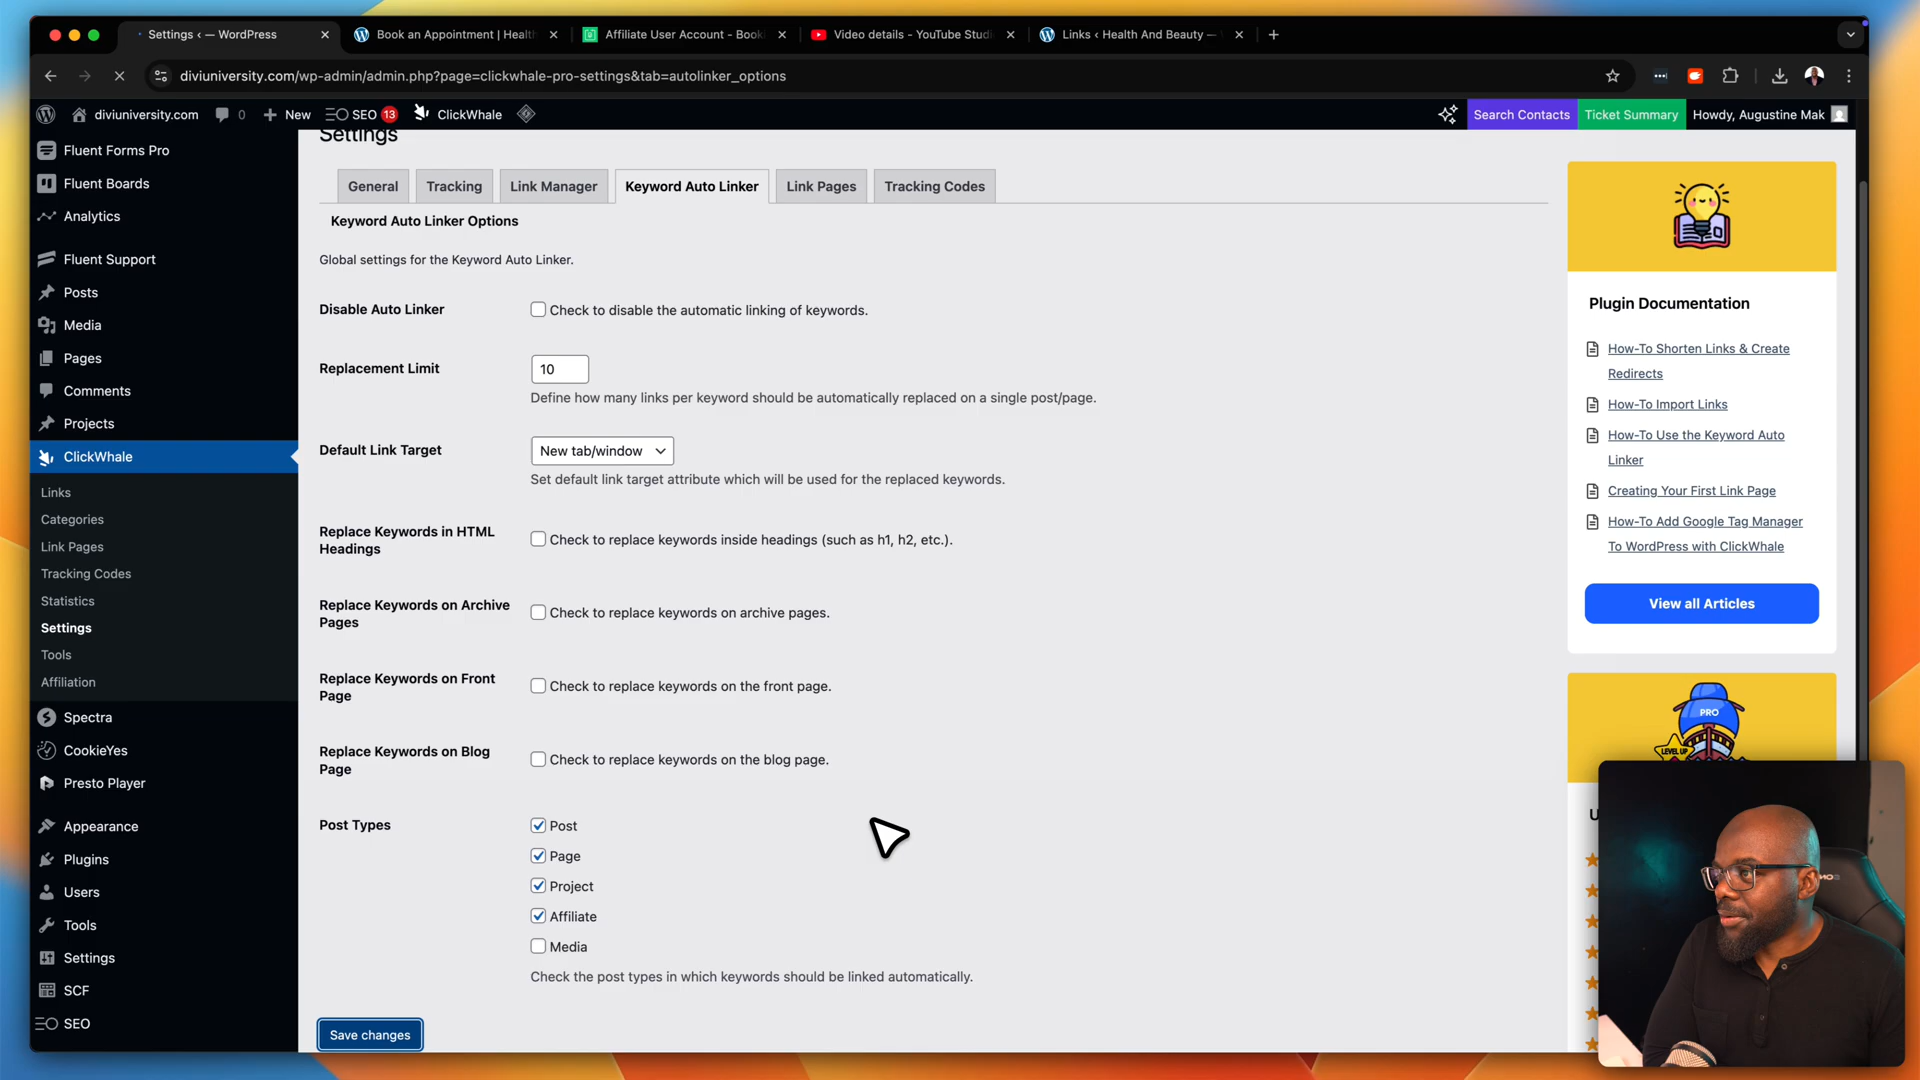 Settings ‹ — WordPress
Book an Appointment | Health
Affiliate User Account - Booki
Video details - YouTube Studi
Links ‹ Health And Beauty —
diviuniversity.com/wp-admin/admin.php?page=clickwhale-pro-settings&tab=autolinker_options
diviuniversity.com
0
New
SEO 13
ClickWhale
Search Contacts
Ticket Summary
Howdy, Augustine Mak
Fluent Forms Pro
Fluent Boards
Analytics
Fluent Support
Posts
Media
Pages
Comments
Projects
ClickWhale
Links
Categories
Link Pages
Tracking Codes
Statistics
Settings
Tools
Affiliation
Spectra
CookieYes
Presto Player
Appearance
Plugins
Users
Tools
Settings
SCF
SEO
Settings
General
Tracking
Link Manager
Keyword Auto Linker
Link Pages
Tracking Codes
Keyword Auto Linker Options
Global settings for the Keyword Auto Linker.
Disable Auto Linker
Check to disable the automatic linking of keywords.
Replacement Limit
10
Define how many links per keyword should be automatically replaced on a single post/page.
Default Link Target
New tab/window
Set default link target attribute which will be used for the replaced keywords.
Replace Keywords in HTML
Headings
Check to replace keywords inside headings (such as h1, h2, etc.).
Replace Keywords on Archive
Pages
Check to replace keywords on archive pages.
Replace Keywords on Front
Page
Check to replace keywords on the front page.
Replace Keywords on Blog
Page
Check to replace keywords on the blog page.
Post Types
Post
Page
Project
Affiliate
Media
Check the post types in which keywords should be linked automatically.
Save changes
Plugin Documentation
How-To Shorten Links & Create
Redirects
How-To Import Links
How-To Use the Keyword Auto
Linker
Creating Your First Link Page
How-To Add Google Tag Manager
To WordPress with ClickWhale
View all Articles
PRO
LEVEL UP